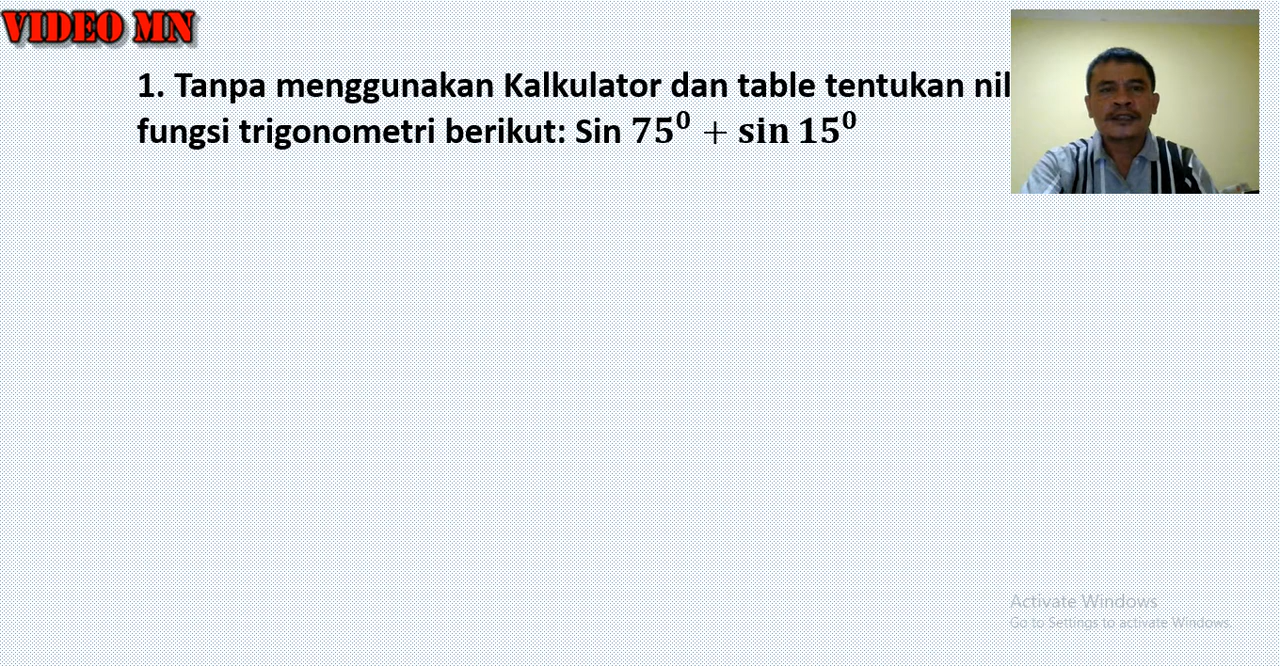 VIDEO MN
1. Tanpa menggunakan Kalkulator dan table tentukan nil
fungsi trigonometri berikut: Sin 75⁰ + sin 15⁰
Activate Windows
Go to Settings to activate Windows.